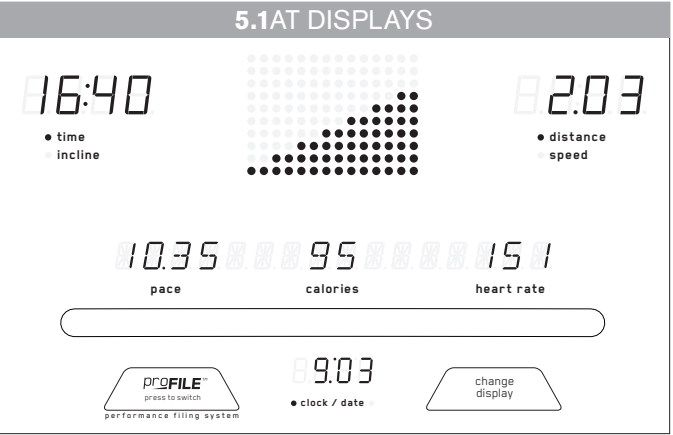 5.1AT DISPLAYS
16:40
2.03
time
incline
distance
speed
10.35 95 151
pace calories heart rate
9:03
proFILE™
press to switch
performance filing system
clock / date
change
display